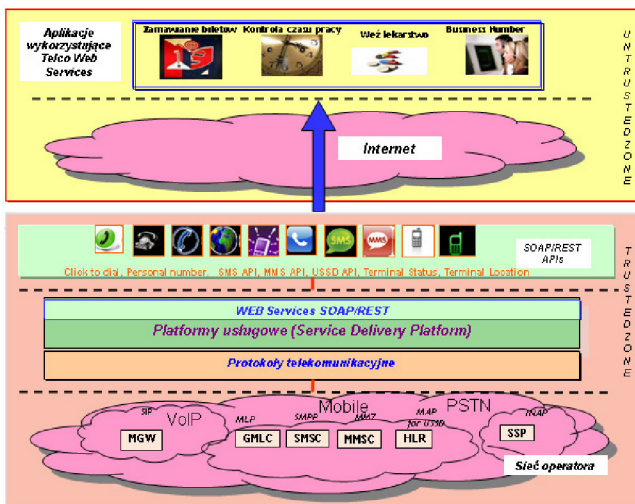 Aplikacje
wykorzystujące
Telco Web
Services
Zamawianie biletów
Kontrola czasu pracy
Weź lekarstwo
Business Number
UNTRUSTEDZONE
Internet
SMS
MMS
SOAP/REST
APIs
Click to dial, Personal number, SMS API, MMS API, USSD API, Terminal Status, Terminal Location
TRUSTEDZONE
WEB Services SOAP/REST
Platformy usługowe (Service Delivery Platform)
Protokoły telekomunikacyjne
Mobile
VoIP
PSTN
SIP
MLP
SMPP
MM7
MAP
for USSD
INAP
MGW
GMLC
SMSC
MMSC
HLR
SSP
Sieć operatora